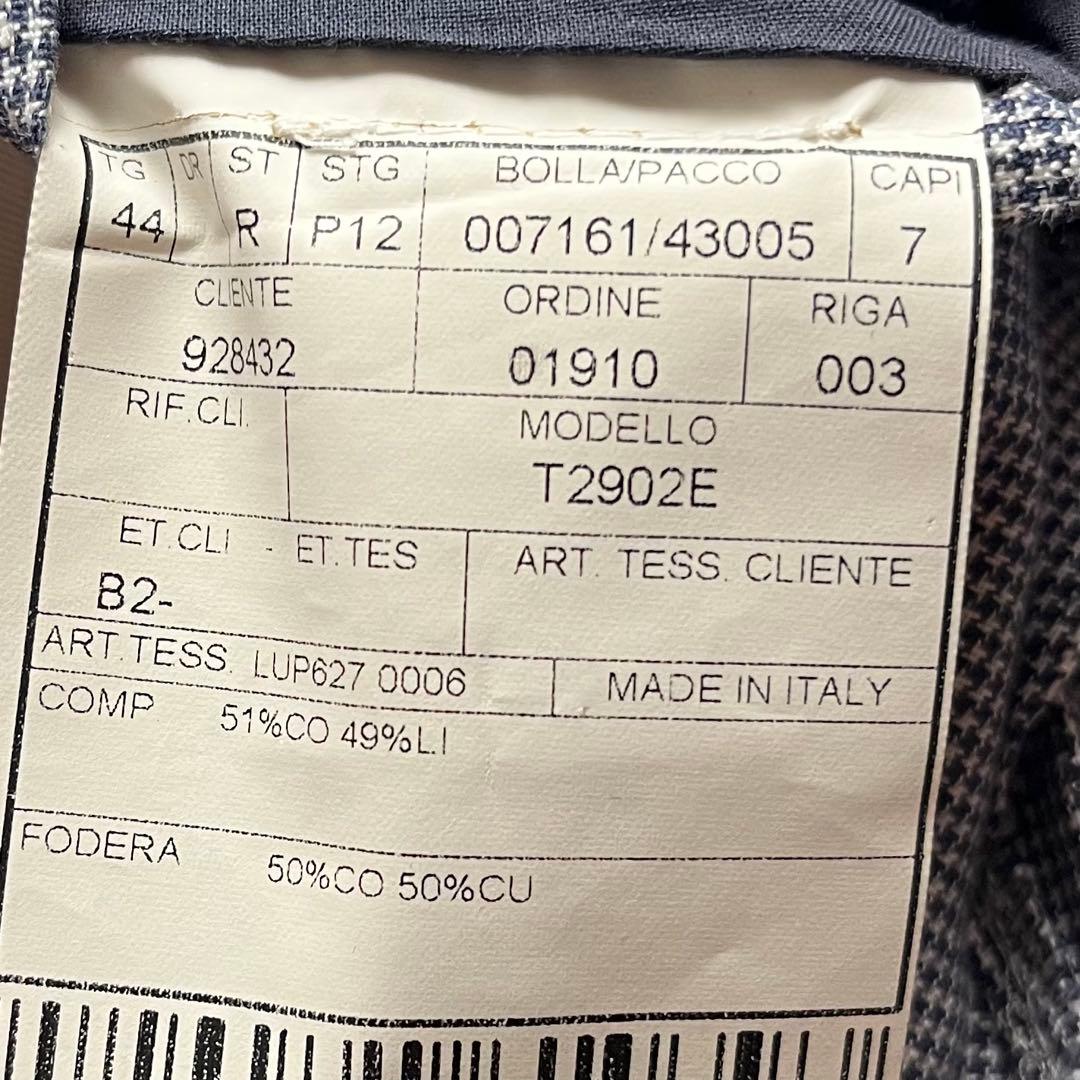 TG DR ST STG BOLLA/PACCO CAPI
44 R P12 007161/43005 7
CLIENTE ORDINE RIGA
928432 01910 003
RIF.CLI. MODELLO
T2902E
ET.CLI - ET.TES ART. TESS. CLIENTE
B2-
ART.TESS. LUP627 0006 MADE IN ITALY
COMP 51%CO 49%LI
FODERA 50%CO 50%CU